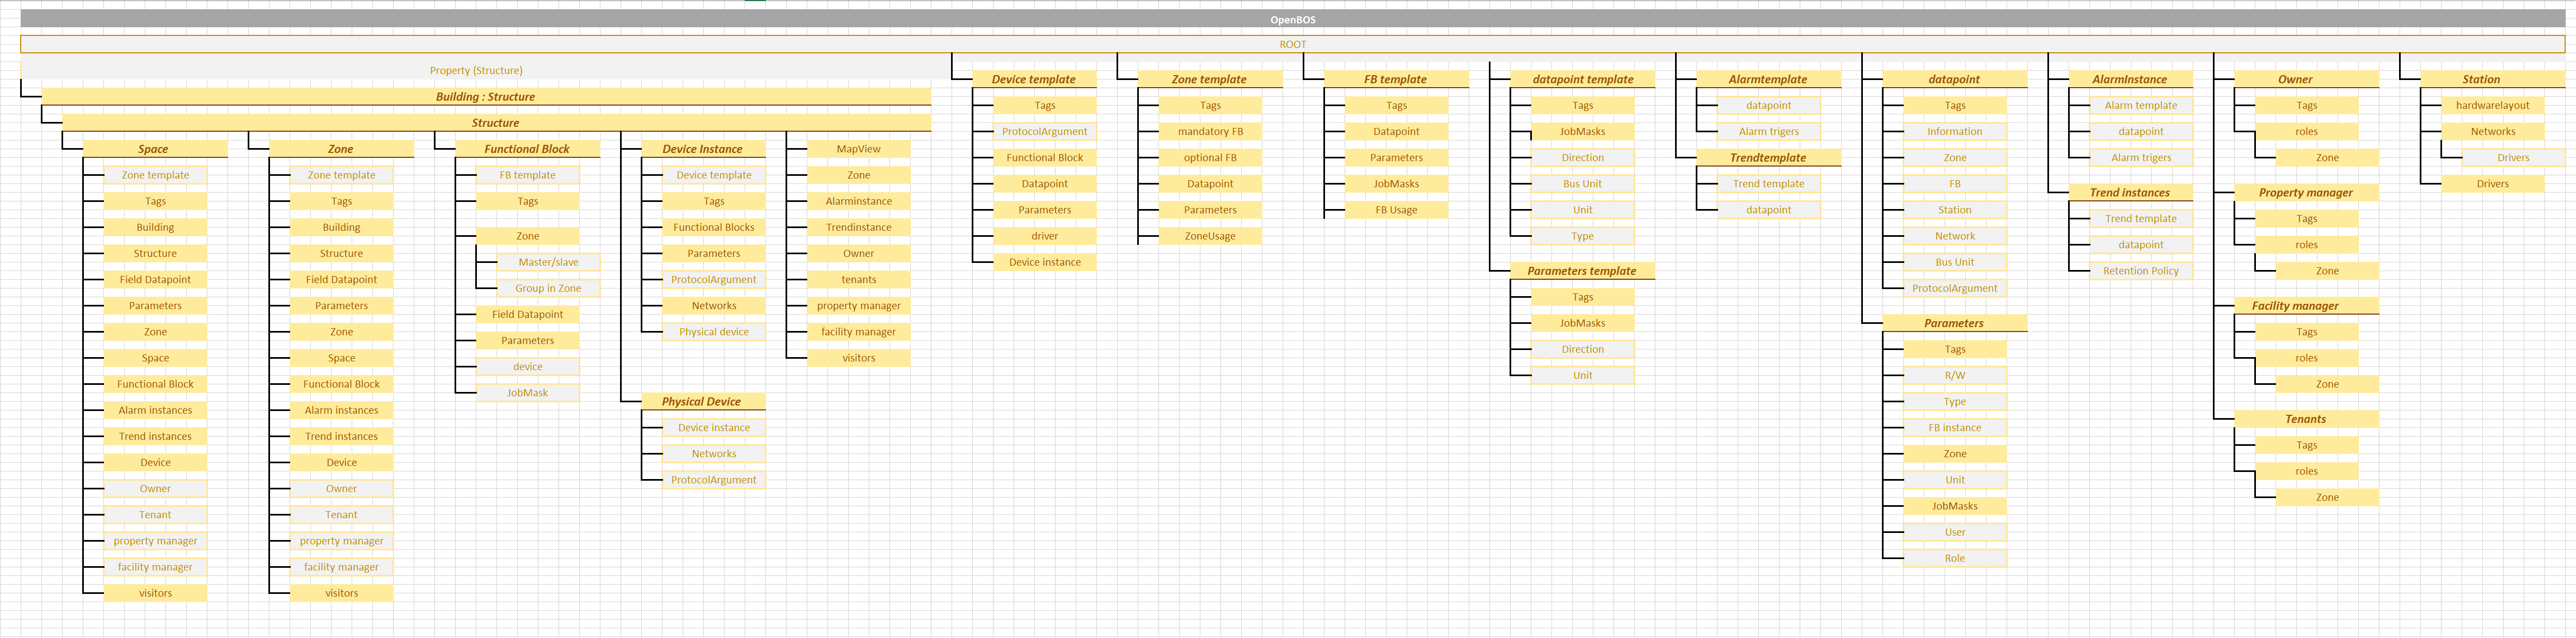 OpenBOS
ROOT
Property (Structure)
Building : Structure
Structure
Space
Zone template
Tags
Building
Structure
Field Datapoint
Parameters
Zone
Space
Functional Block
Alarm instances
Trend instances
Device
Owner
Tenant
property manager
facility manager
visitors
Zone
Zone template
Tags
Building
Structure
Field Datapoint
Parameters
Zone
Space
Functional Block
Alarm instances
Trend instances
Device
Owner
Tenant
property manager
facility manager
visitors
Functional Block
FB template
Tags
Zone
Master/slave
Group in Zone
Field Datapoint
Parameters
device
JobMask
Device Instance
Device template
Tags
Functional Blocks
Parameters
ProtocolArgument
Networks
Physical device
Physical Device
Device instance
Networks
ProtocolArgument
MapView
Zone
Alarminstance
Trendinstance
Owner
tenants
property manager
facility manager
visitors
Device template
Tags
ProtocolArgument
Functional Block
Datapoint
Parameters
driver
Device instance
Zone template
Tags
mandatory FB
optional FB
Datapoint
Parameters
ZoneUsage
FB template
Tags
Datapoint
Parameters
JobMasks
FB Usage
datapoint template
Tags
JobMasks
Direction
Bus Unit
Unit
Type
Parameters template
Tags
JobMasks
Direction
Unit
Alarmtemplate
datapoint
Alarm trigers
Trendtemplate
Trend template
datapoint
datapoint
Tags
Information
Zone
FB
Station
Network
Bus Unit
ProtocolArgument
Parameters
Tags
R/W
Type
FB instance
Zone
Unit
JobMasks
User
Role
AlarmInstance
Alarm template
datapoint
Alarm trigers
Trend instances
Trend template
datapoint
Retention Policy
Owner
Tags
roles
Zone
Property manager
Tags
roles
Zone
Facility manager
Tags
roles
Zone
Tenants
Tags
roles
Zone
Station
hardwarelayout
Networks
Drivers
Drivers